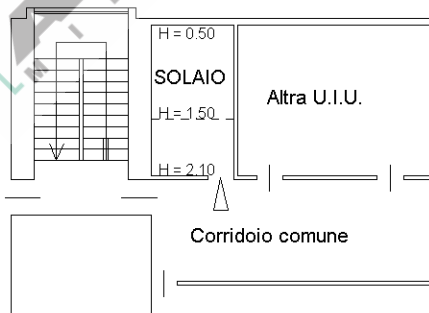 H = 0.50
SOLAIO
Altra U.I.U.
H = 1.50
H = 2.10
Corridoio comune